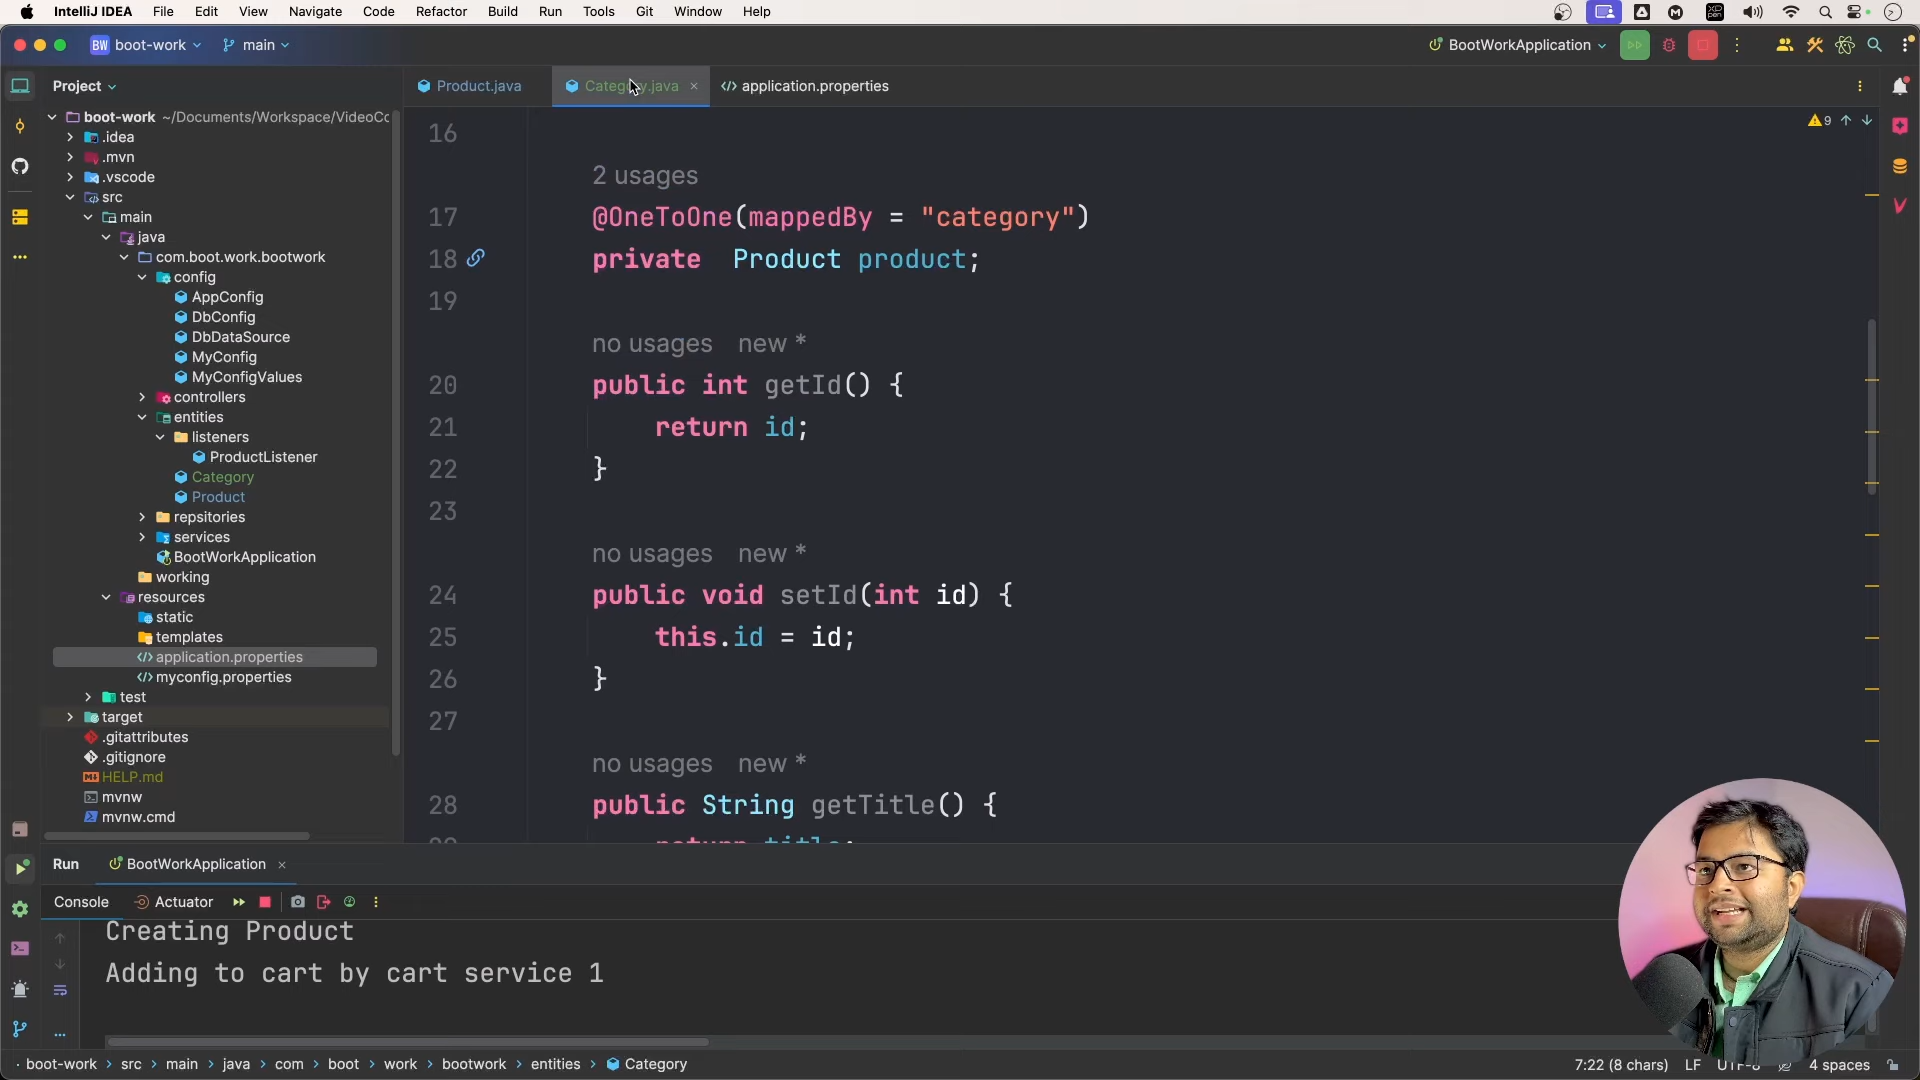 IntelliJ IDEA File Edit View Navigate Code Refactor Build Run Tools Git Window Help
BW boot-work main BootWorkApplication
Project Product.java Category.java application.properties
boot-work ~/Documents/Workspace/VideoCo
.idea
.mvn
.vscode
src
main
java
com.boot.work.bootwork
config
AppConfig
DbConfig
DbDataSource
MyConfig
MyConfigValues
controllers
entities
listeners
ProductListener
Category
Product
repsitories
services
BootWorkApplication
working
resources
static
templates
application.properties
myconfig.properties
test
target
.gitattributes
.gitignore
HELP.md
mvnw
mvnw.cmd
9
16
2 usages
17 @OneToOne(mappedBy = "category")
18 private Product product;
19
no usages new *
20 public int getId() {
21 return id;
22 }
23
no usages new *
24 public void setId(int id) {
25 this.id = id;
26 }
27
no usages new *
28 public String getTitle() {
return title;
Run BootWorkApplication
Console Actuator
Creating Product
Adding to cart by cart service 1
boot-work > src > main > java > com > boot > work > bootwork > entities > Category 7:22 (8 chars) LF UTF-8 4 spaces